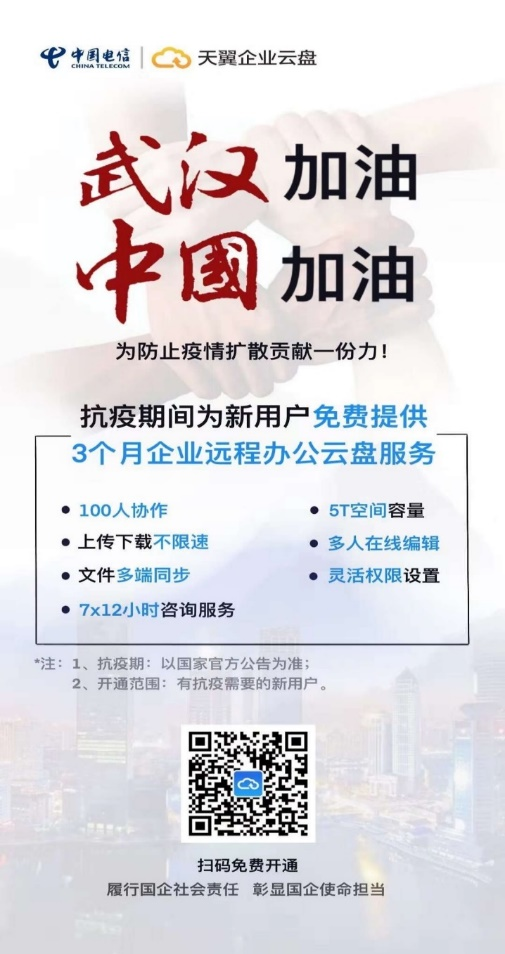 中国电信 天翼企业云盘
CHINA TELECOM
武汉加油
中國加油
为防止疫情扩散贡献一份力！
抗疫期间为新用户免费提供
3个月企业远程办公云盘服务
100人协作
5T空间容量
上传下载不限速
多人在线编辑
文件多端同步
灵活权限设置
7x12小时咨询服务
*注：1、抗疫期：以国家官方公告为准；
2、开通范围：有抗疫需要的新用户。
扫码免费开通
履行国企社会责任 彰显国企使命担当